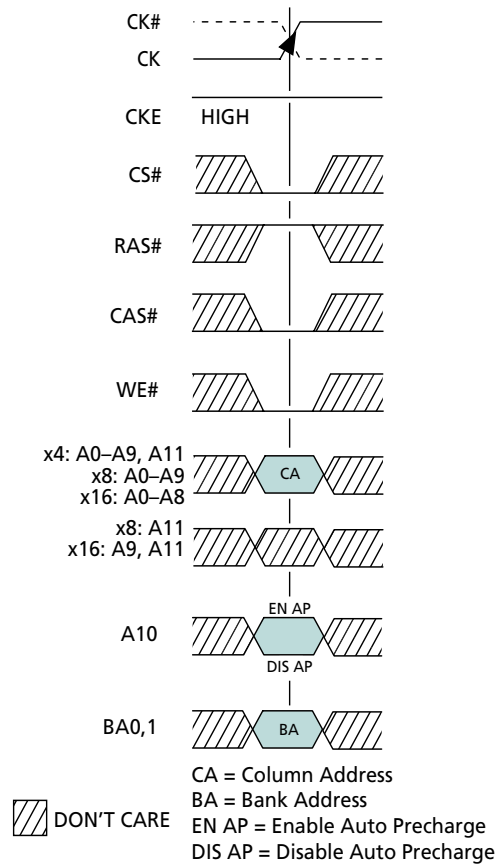 CK#
CK
CKE HIGH
CS#
RAS#
CAS#
WE#
x4: A0–A9, A11
x8: A0–A9
x16: A0–A8
CA
x8: A11
x16: A9, A11
EN AP
A10
DIS AP
BA0,1 BA
CA = Column Address
BA = Bank Address
EN AP = Enable Auto Precharge
DIS AP = Disable Auto Precharge
DON'T CARE